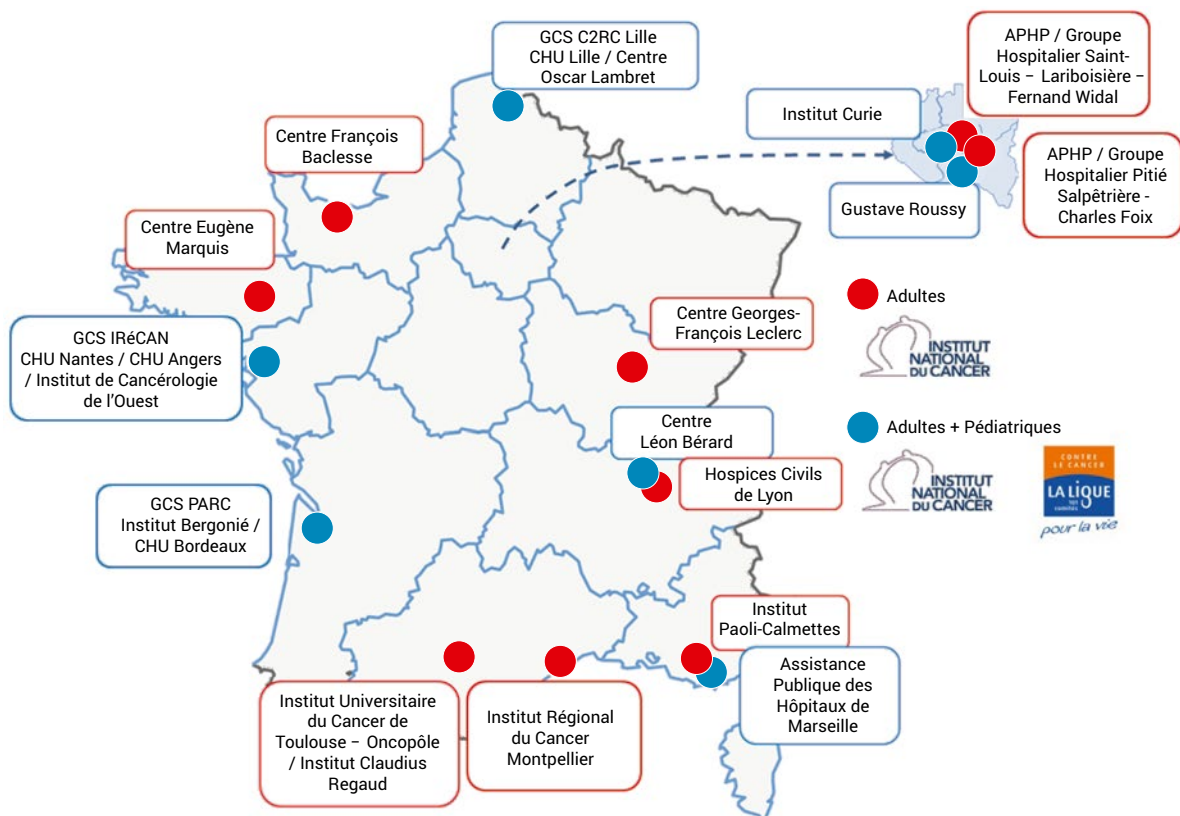 GCS C2RC Lille
CHU Lille / Centre
Oscar Lambret
APHP / Groupe
Hospitalier Saint-
Louis – Lariboisière –
Fernand Widal
Institut Curie
Centre François
Baclesse
APHP / Groupe
Hospitalier Pitié
Salpêtrière -
Charles Foix
Gustave Roussy
Centre Eugène
Marquis
Adultes
Centre Georges-
François Leclerc
INSTITUT
NATIONAL
DU CANCER
GCS IRéCAN
CHU Nantes / CHU Angers
/ Institut de Cancérologie
de l’Ouest
Centre
Léon Bérard
Adultes + Pédiatriques
Hospices Civils
de Lyon
INSTITUT
NATIONAL
DU CANCER
CONTRE
LE CANCER
LA LIGUE
101
comités
pour la vie
GCS PARC
Institut Bergonié /
CHU Bordeaux
Institut
Paoli-Calmettes
Assistance
Publique des
Hôpitaux de
Marseille
Institut Universitaire
du Cancer de
Toulouse – Oncopôle
/ Institut Claudius
Regaud
Institut Régional
du Cancer
Montpellier